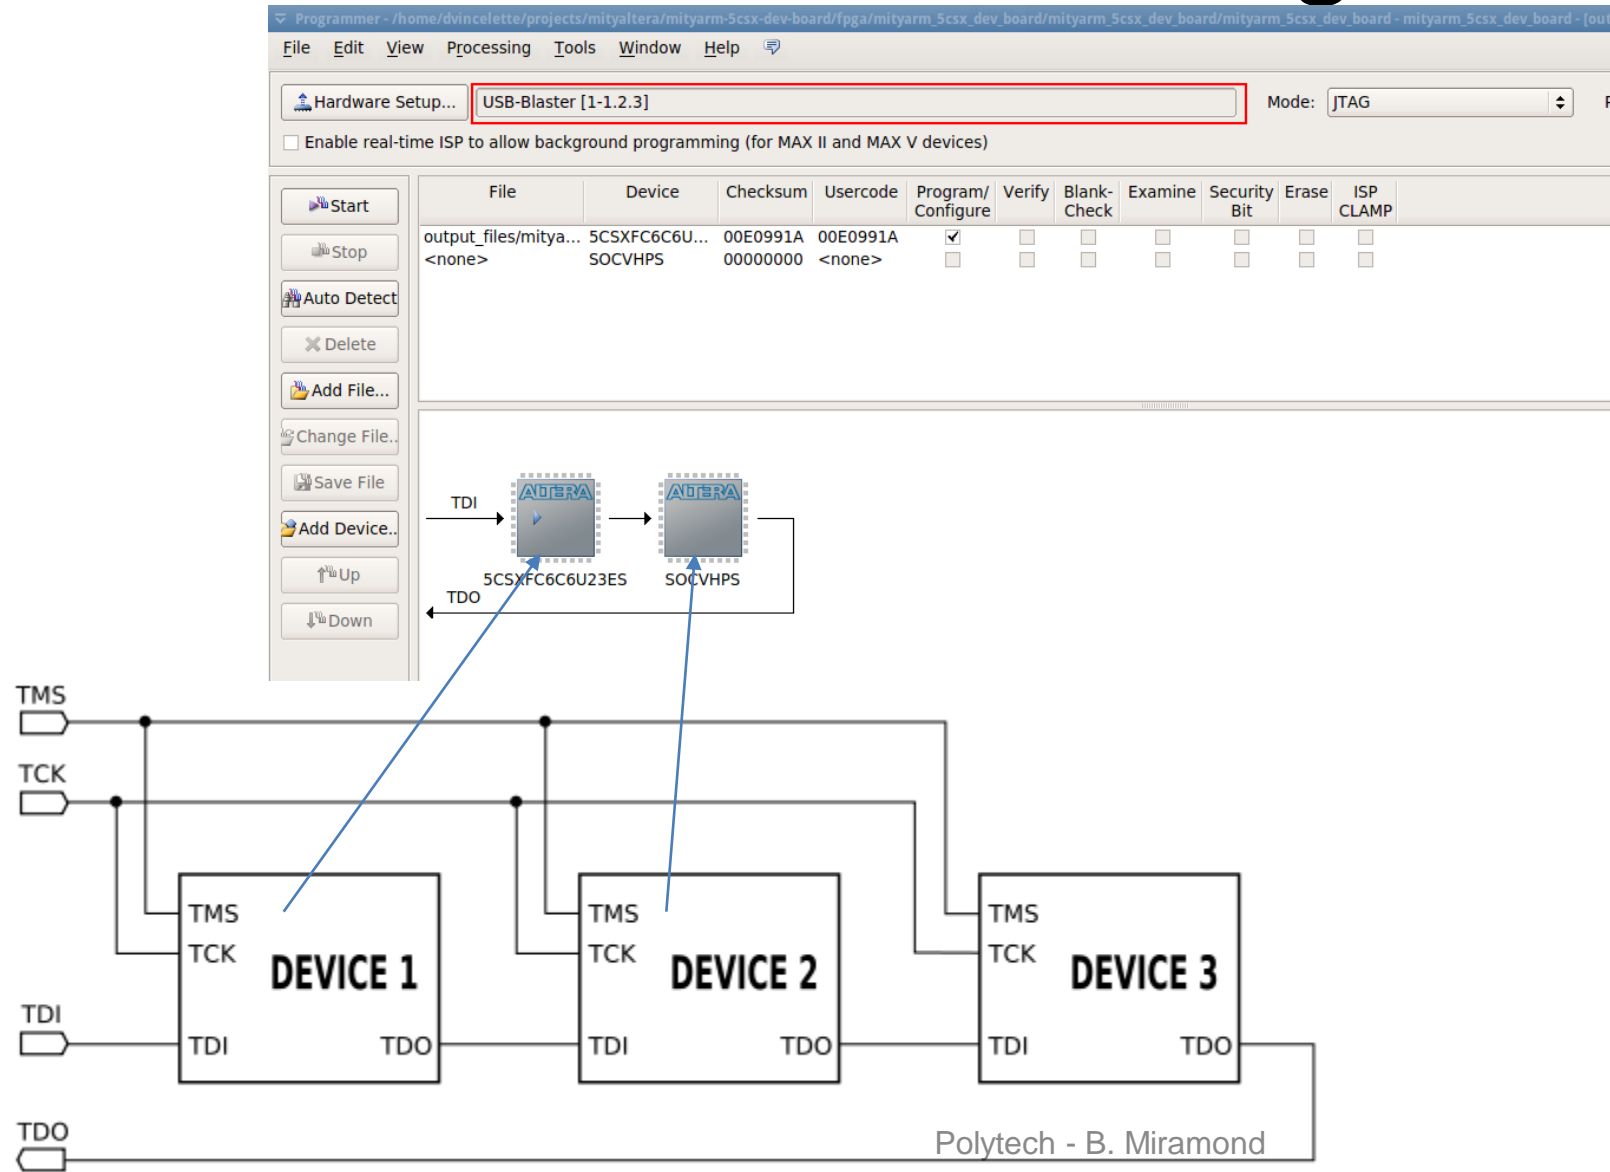 Programmer - /home/dvincelette/projects/mityaltera/mityarm-5csx-dev-board/fpga/mityarm_5csx_dev_board/mityarm_5csx_dev_board/mityarm_5csx_dev_board - mityarm_5csx_dev_board - [out
File Edit View Processing Tools Window Help
Hardware Setup... USB-Blaster [1-1.2.3] Mode: JTAG
Enable real-time ISP to allow background programming (for MAX II and MAX V devices)
File Device Checksum Usercode Program/ Verify Blank- Examine Security Erase ISP
Configure Check Bit CLAMP
Start
output_files/mitya... 5CSXFC6C6U... 00E0991A 00E0991A
<none> SOCVHPS 00000000 <none>
Stop
Auto Detect
Delete
Add File...
Change File..
Save File
Add Device..
Up
Down
TDI
ALTERA ALTERA
5CSXFC6C6U23ES SOCVHPS
TDO
TMS
TCK
TMS TMS TMS
TCK TCK TCK
DEVICE 1 DEVICE 2 DEVICE 3
TDI
TDI TDO TDI TDO TDI TDO
TDO
Polytech - B. Miramond